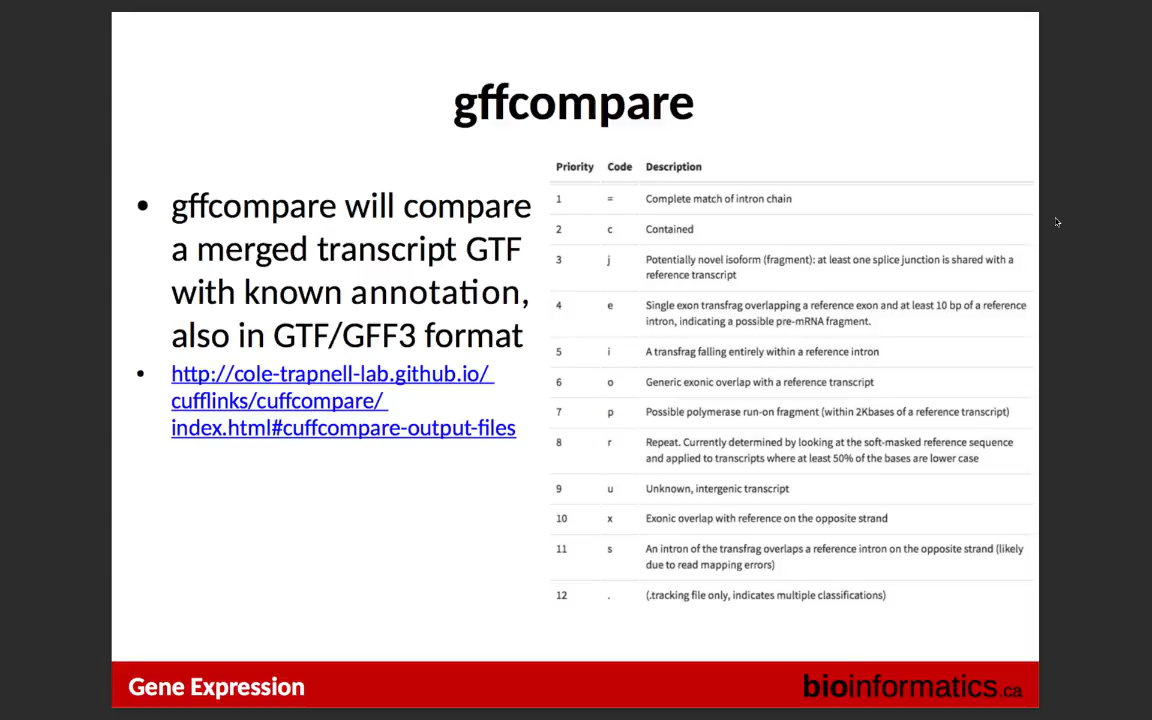 gffcompare
• gffcompare will compare
a merged transcript GTF
with known annotation,
also in GTF/GFF3 format
• http://cole-trapnell-lab.github.io/
cufflinks/cuffcompare/
index.html#cuffcompare-output-files
Priority Code Description
1 = Complete match of intron chain
2 c Contained
3 j Potentially novel isoform (fragment): at least one splice junction is shared with a
reference transcript
4 e Single exon transfrag overlapping a reference exon and at least 10 bp of a reference
intron, indicating a possible pre-mRNA fragment.
5 i A transfrag falling entirely within a reference intron
6 o Generic exonic overlap with a reference transcript
7 p Possible polymerase run-on fragment (within 2Kbases of a reference transcript)
8 r Repeat. Currently determined by looking at the soft-masked reference sequence
and applied to transcripts where at least 50% of the bases are lower case
9 u Unknown, intergenic transcript
10 x Exonic overlap with reference on the opposite strand
11 s An intron of the transfrag overlaps a reference intron on the opposite strand (likely
due to read mapping errors)
12 . (.tracking file only, indicates multiple classifications)
Gene Expression
bioinformatics.ca